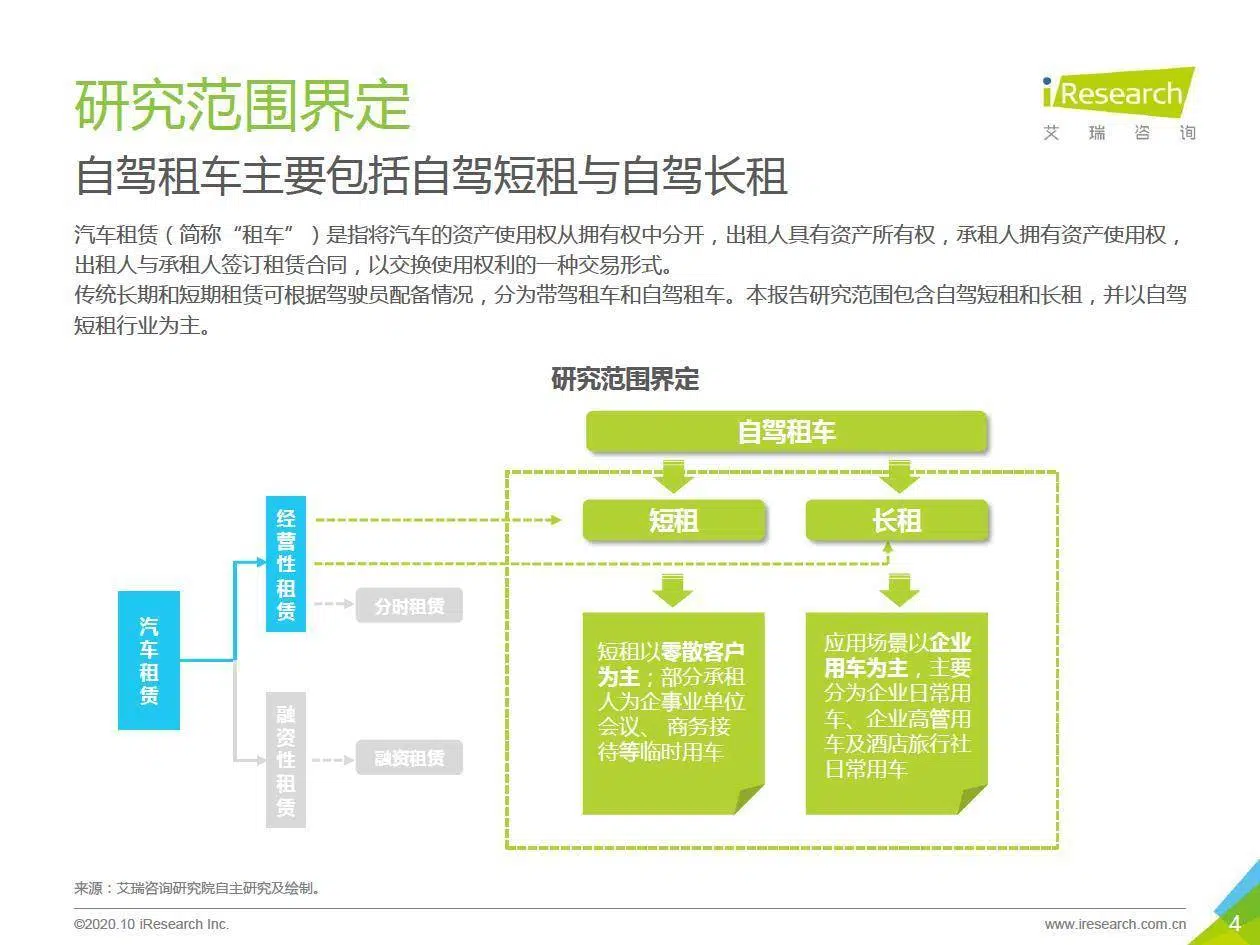 研究范围界定
iResearch
艾瑞咨询
自驾租车主要包括自驾短租与自驾长租
汽车租赁（简称“租车”）是指将汽车的资产使用权从拥有权中分开，出租人具有资产所有权，承租人拥有资产使用权，
出租人与承租人签订租赁合同，以交换使用权利的一种交易形式。
传统长期和短期租赁可根据驾驶员配备情况，分为带驾租车和自驾租车。本报告研究范围包含自驾短租和长租，并以自驾
短租行业为主。
研究范围界定
自驾租车
短租
长租
经营性租赁
分时租赁
汽车租赁
融资性租赁
融资租赁
短租以零散客户
为主；部分承租
人为企事业单位
会议、 商务接
待等临时用车
应用场景以企业
用车为主，主要
分为企业日常用
车、企业高管用
车及酒店旅行社
日常用车
来源：艾瑞咨询研究院自主研究及绘制。
©2020.10 iResearch Inc.
www.iresearch.com.cn
4